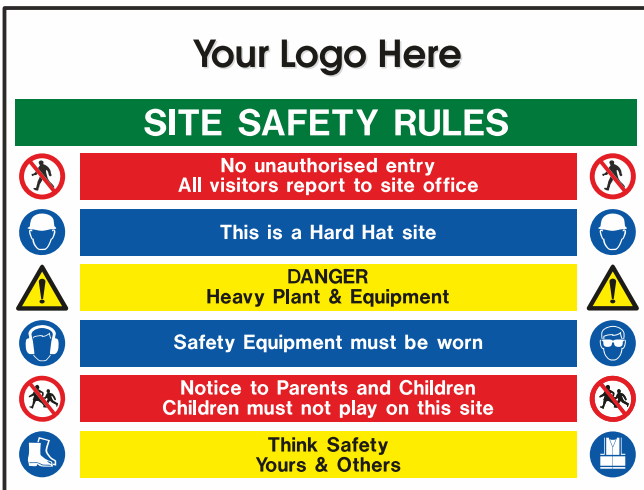 Your Logo Here
SITE SAFETY RULES
No unauthorised entry
All visitors report to site office
This is a Hard Hat site
DANGER
Heavy Plant & Equipment
Safety Equipment must be worn
Notice to Parents and Children
Children must not play on this site
Think Safety
Yours & Others